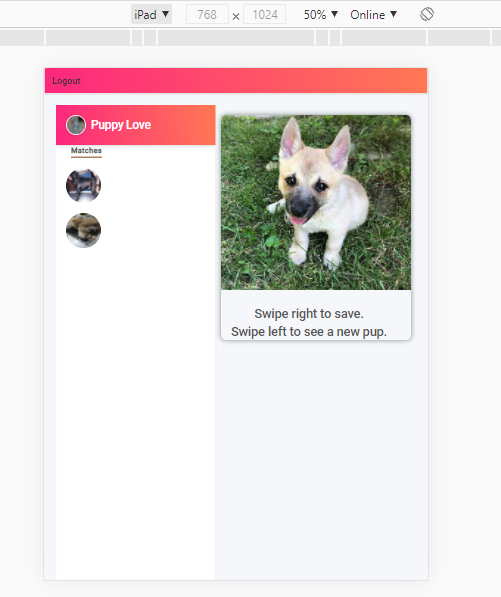 iPad ▼ 768 × 1024 50% ▼ Online ▼
Logout
Puppy Love
Matches
Swipe right to save.
Swipe left to see a new pup.